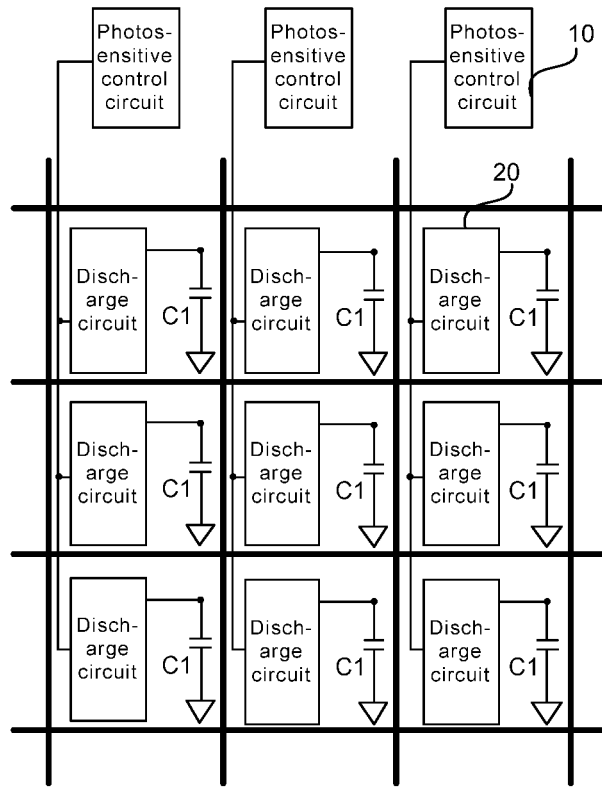 Photos-
ensitive
control
circuit
Photos-
ensitive
control
circuit
Photos-
ensitive
control
circuit
10
20
Disch-
arge
circuit
C1
Disch-
arge
circuit
C1
Disch-
arge
circuit
C1
Disch-
arge
circuit
C1
Disch-
arge
circuit
C1
Disch-
arge
circuit
C1
Disch-
arge
circuit
C1
Disch-
arge
circuit
C1
Disch-
arge
circuit
C1